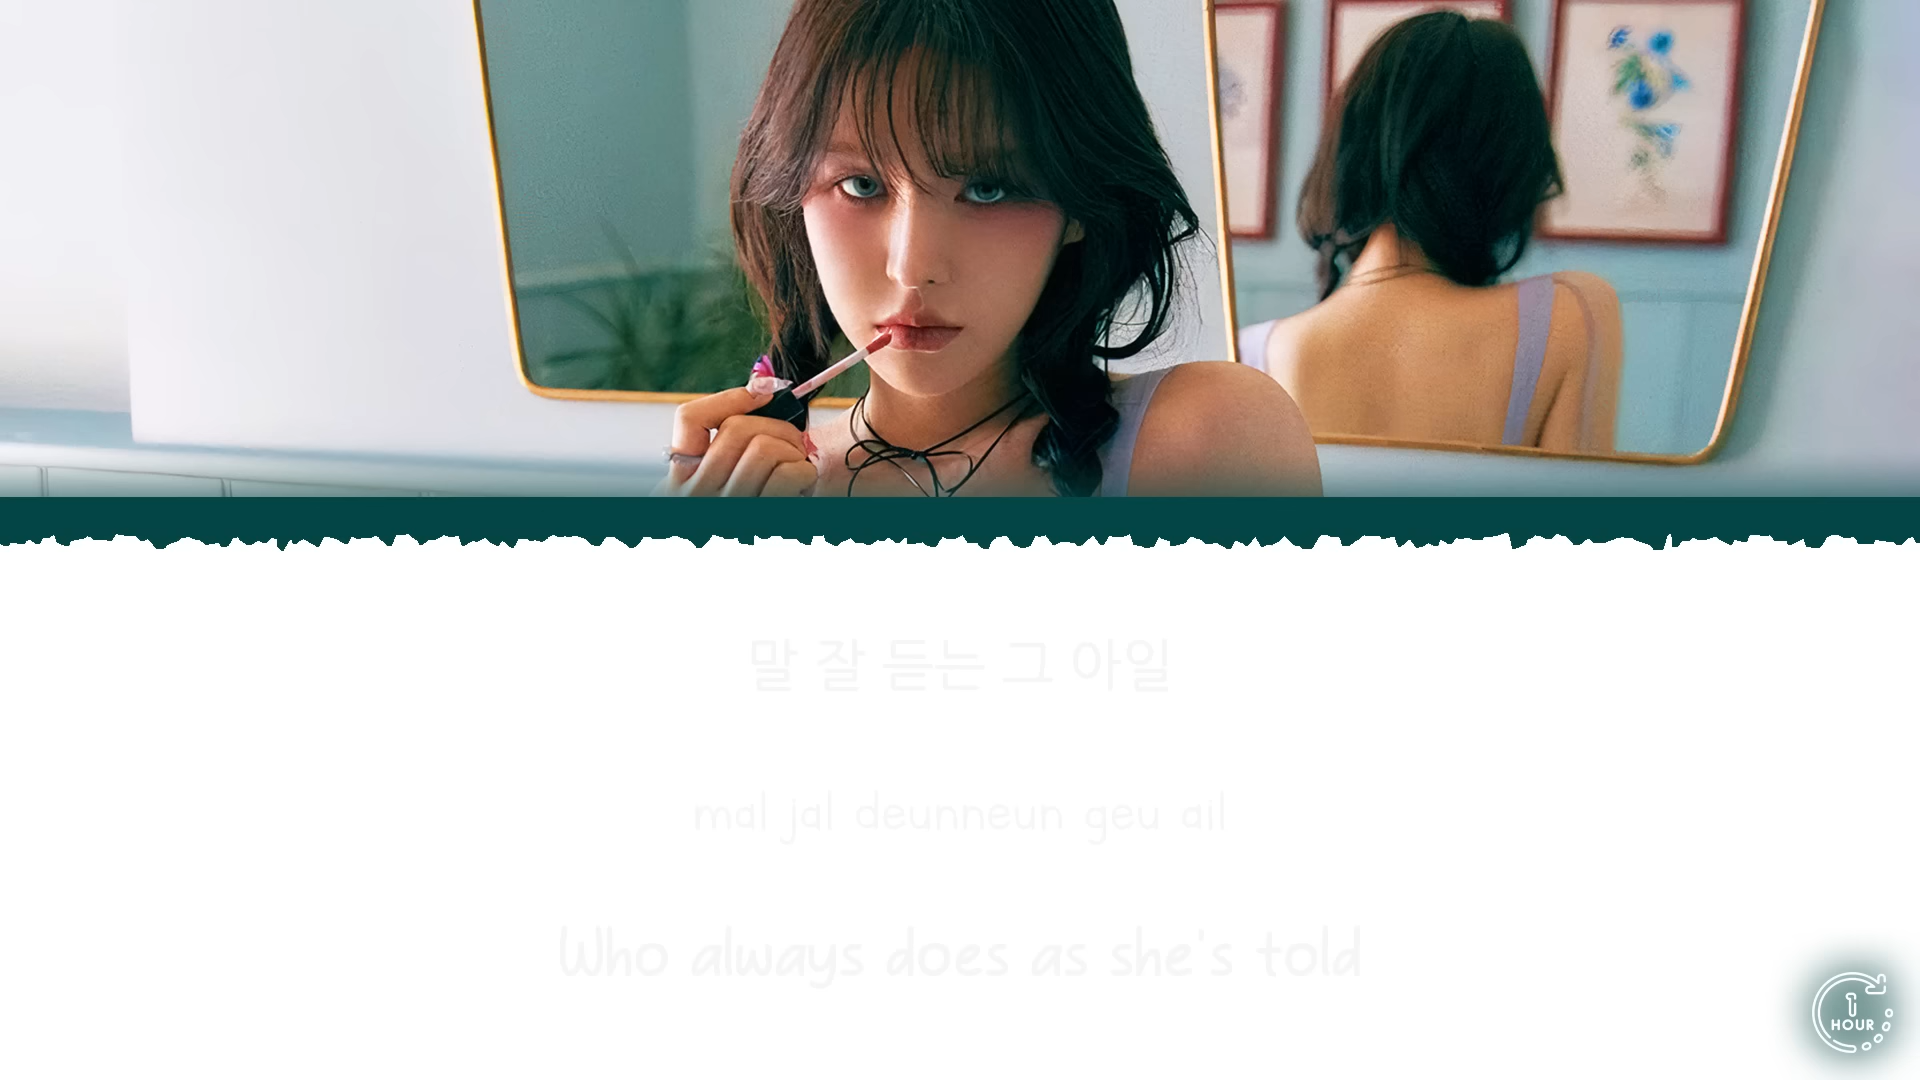 말 잘 듣는 그 아일
mal jal deunneun geu ail
Who always does as she's told
1
HOUR